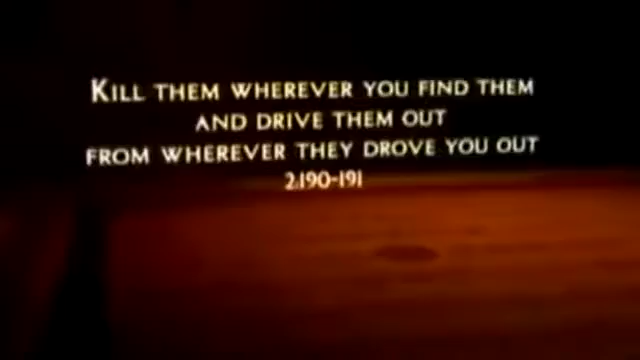 KILL THEM WHEREVER YOU FIND THEM
AND DRIVE THEM OUT
FROM WHEREVER THEY DROVE YOU OUT
2:190-191